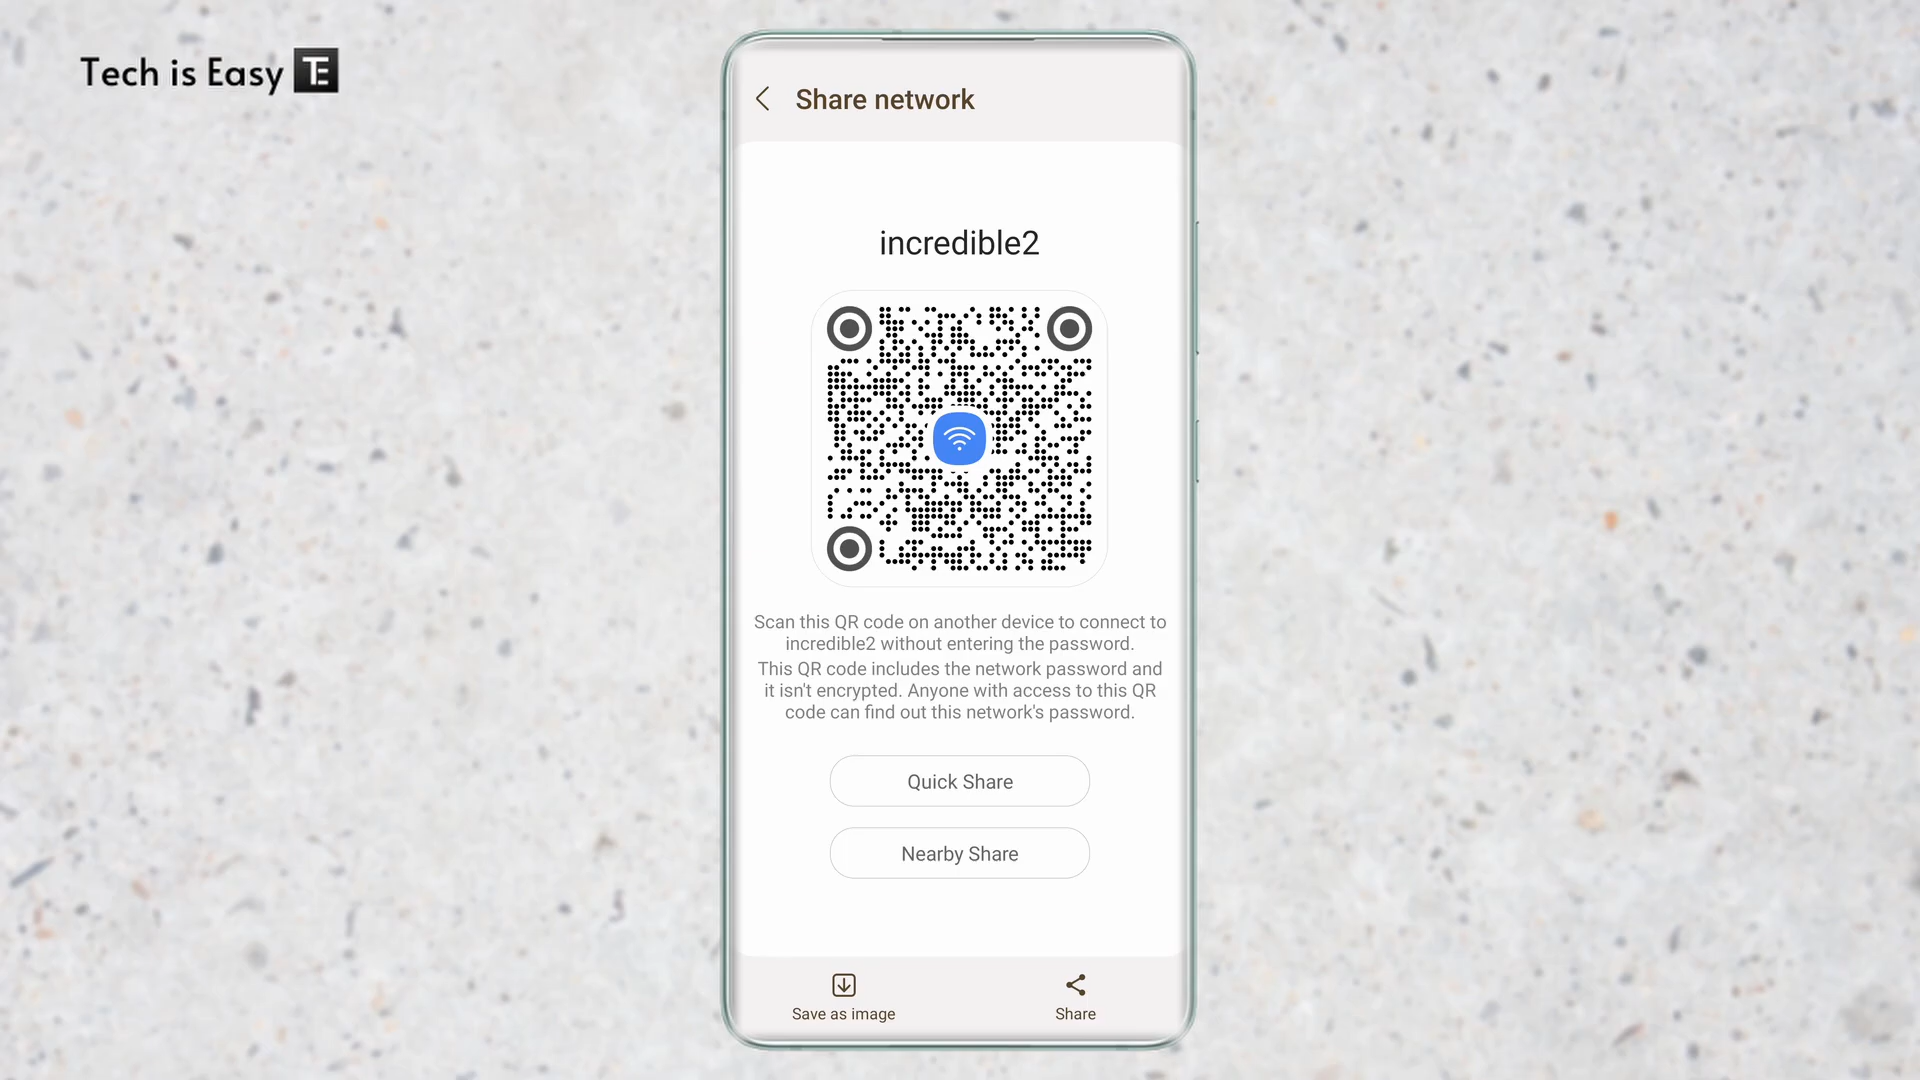 Tech is Easy TE
Share network
incredible2
Scan this QR code on another device to connect to
incredible2 without entering the password.
This QR code includes the network password and
it isn't encrypted. Anyone with access to this QR
code can find out this network's password.
Quick Share
Nearby Share
Save as image
Share